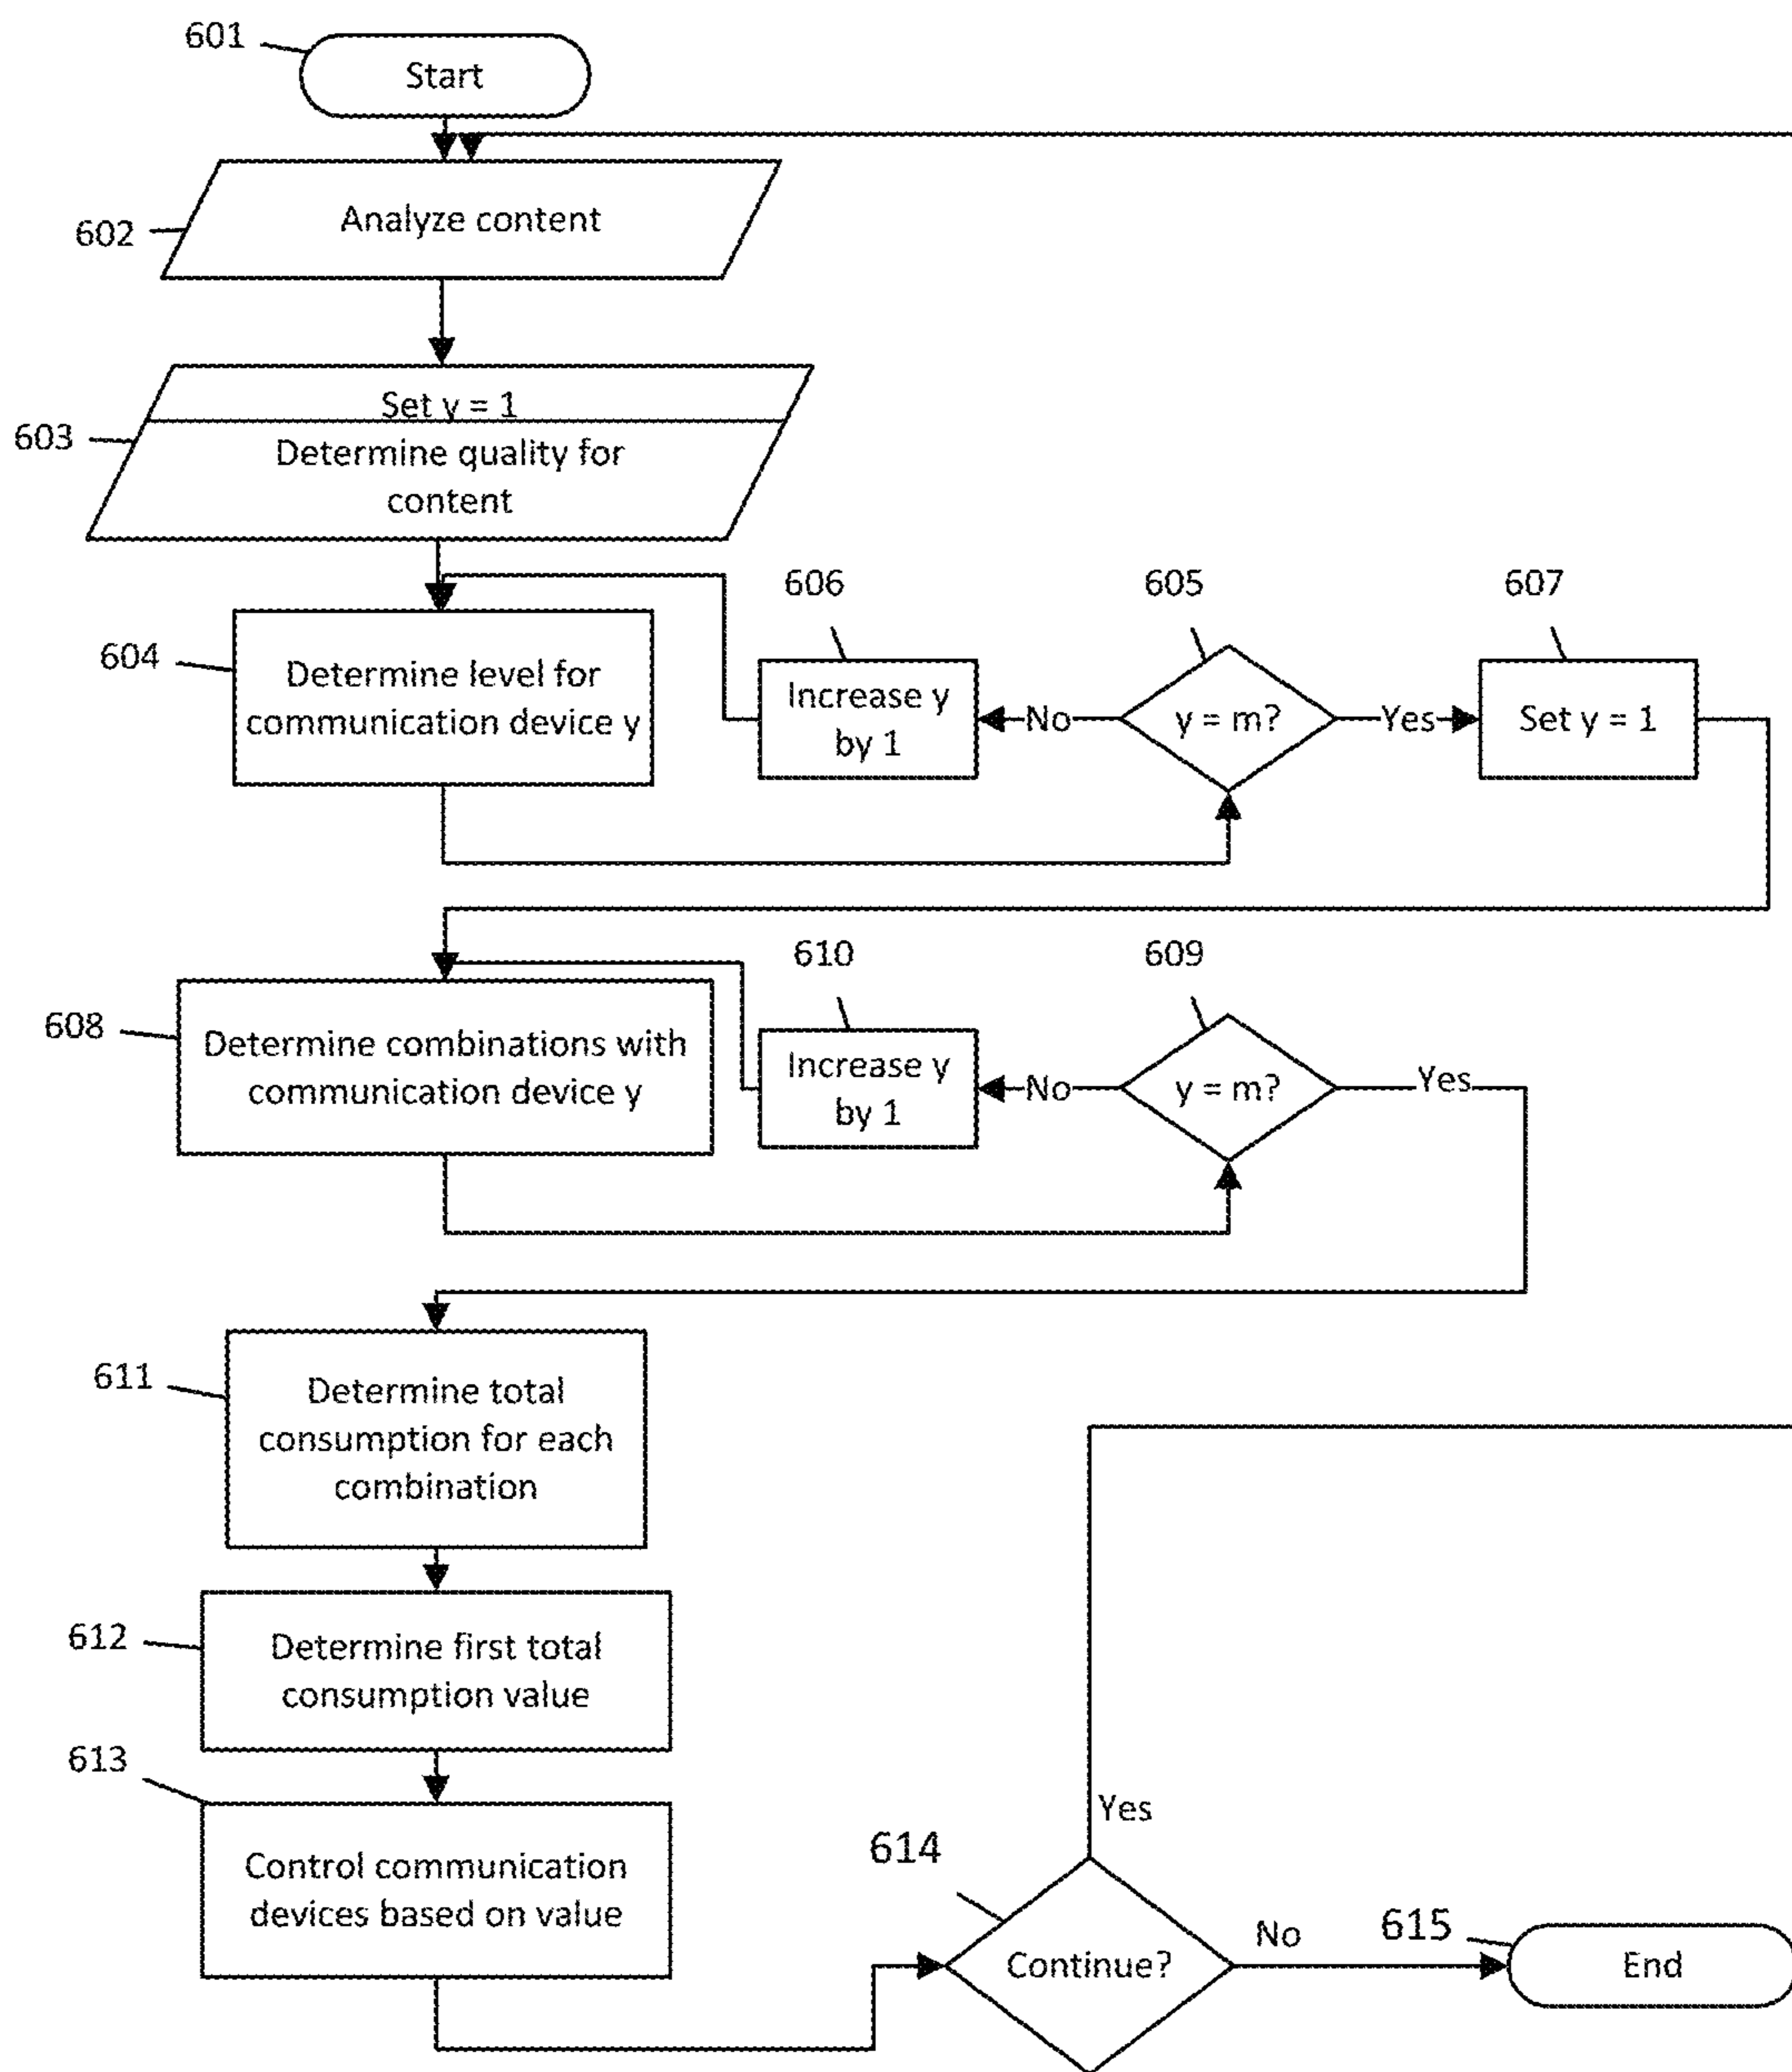 601
Start
602
Analyze content
603
Set y = 1
Determine quality for
content
606
605
607
604
Determine level for
communication device y
Increase y
by 1
No
y = m?
Yes
Set y = 1
610
609
608
Determine combinations with
communication device y
Increase y
by 1
No
y = m?
Yes
611
Determine total
consumption for each
combination
612
Determine first total
consumption value
613
Control communication
devices based on value
Yes
614
Continue?
No
615
End